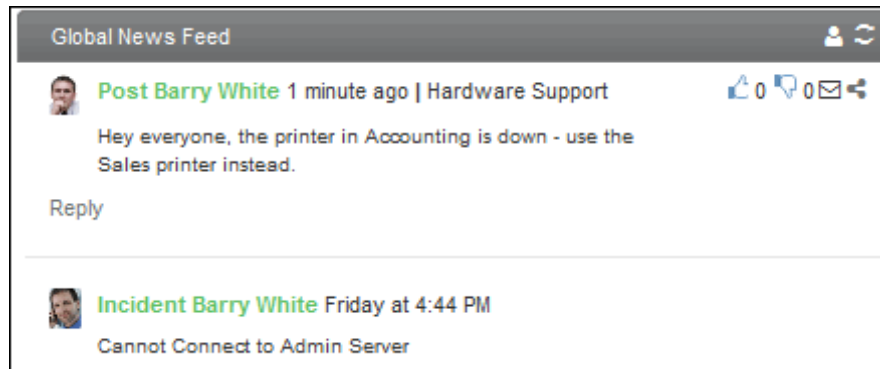 Global News Feed
Post Barry White 1 minute ago | Hardware Support 0 0
Hey everyone, the printer in Accounting is down - use the
Sales printer instead.
Reply
Incident Barry White Friday at 4:44 PM
Cannot Connect to Admin Server